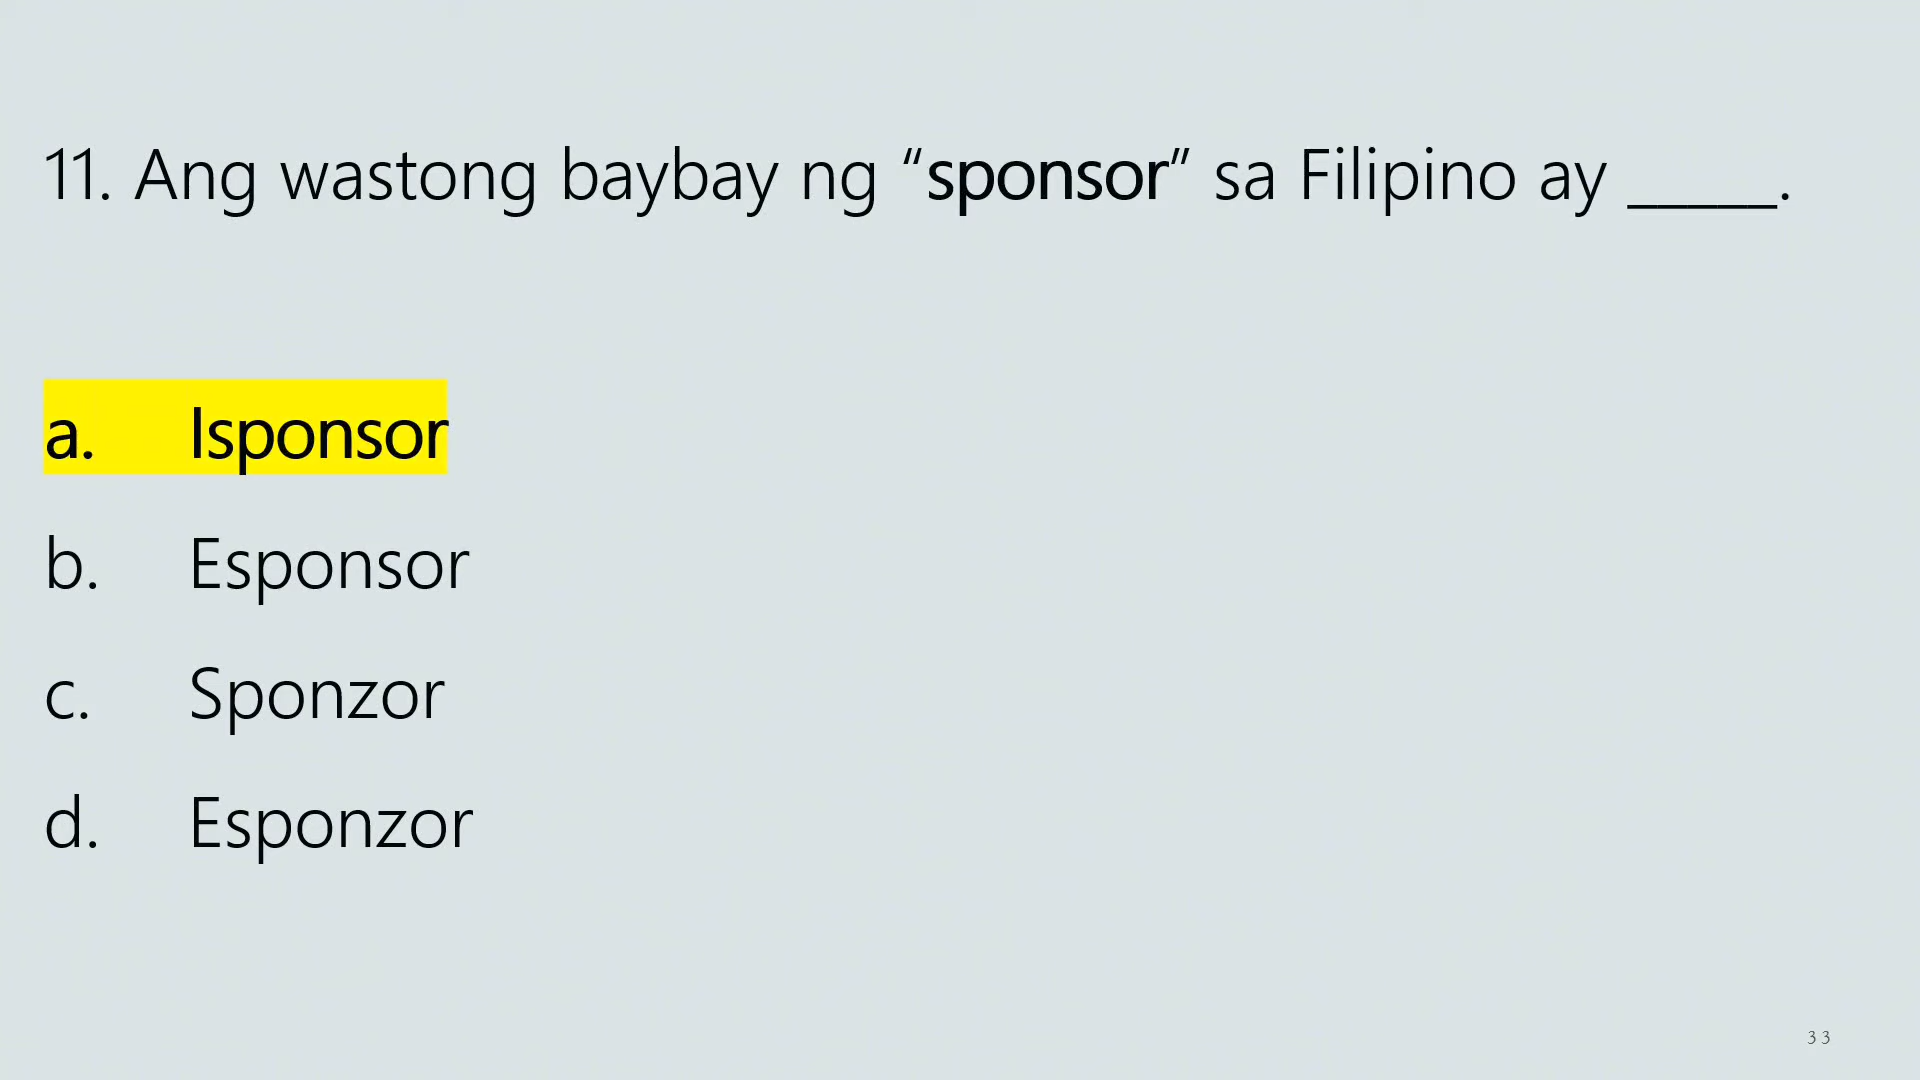 11. Ang wastong baybay ng “sponsor” sa Filipino ay _____.
a. Isponsor
b. Esponsor
c. Sponzor
d. Esponzor
33